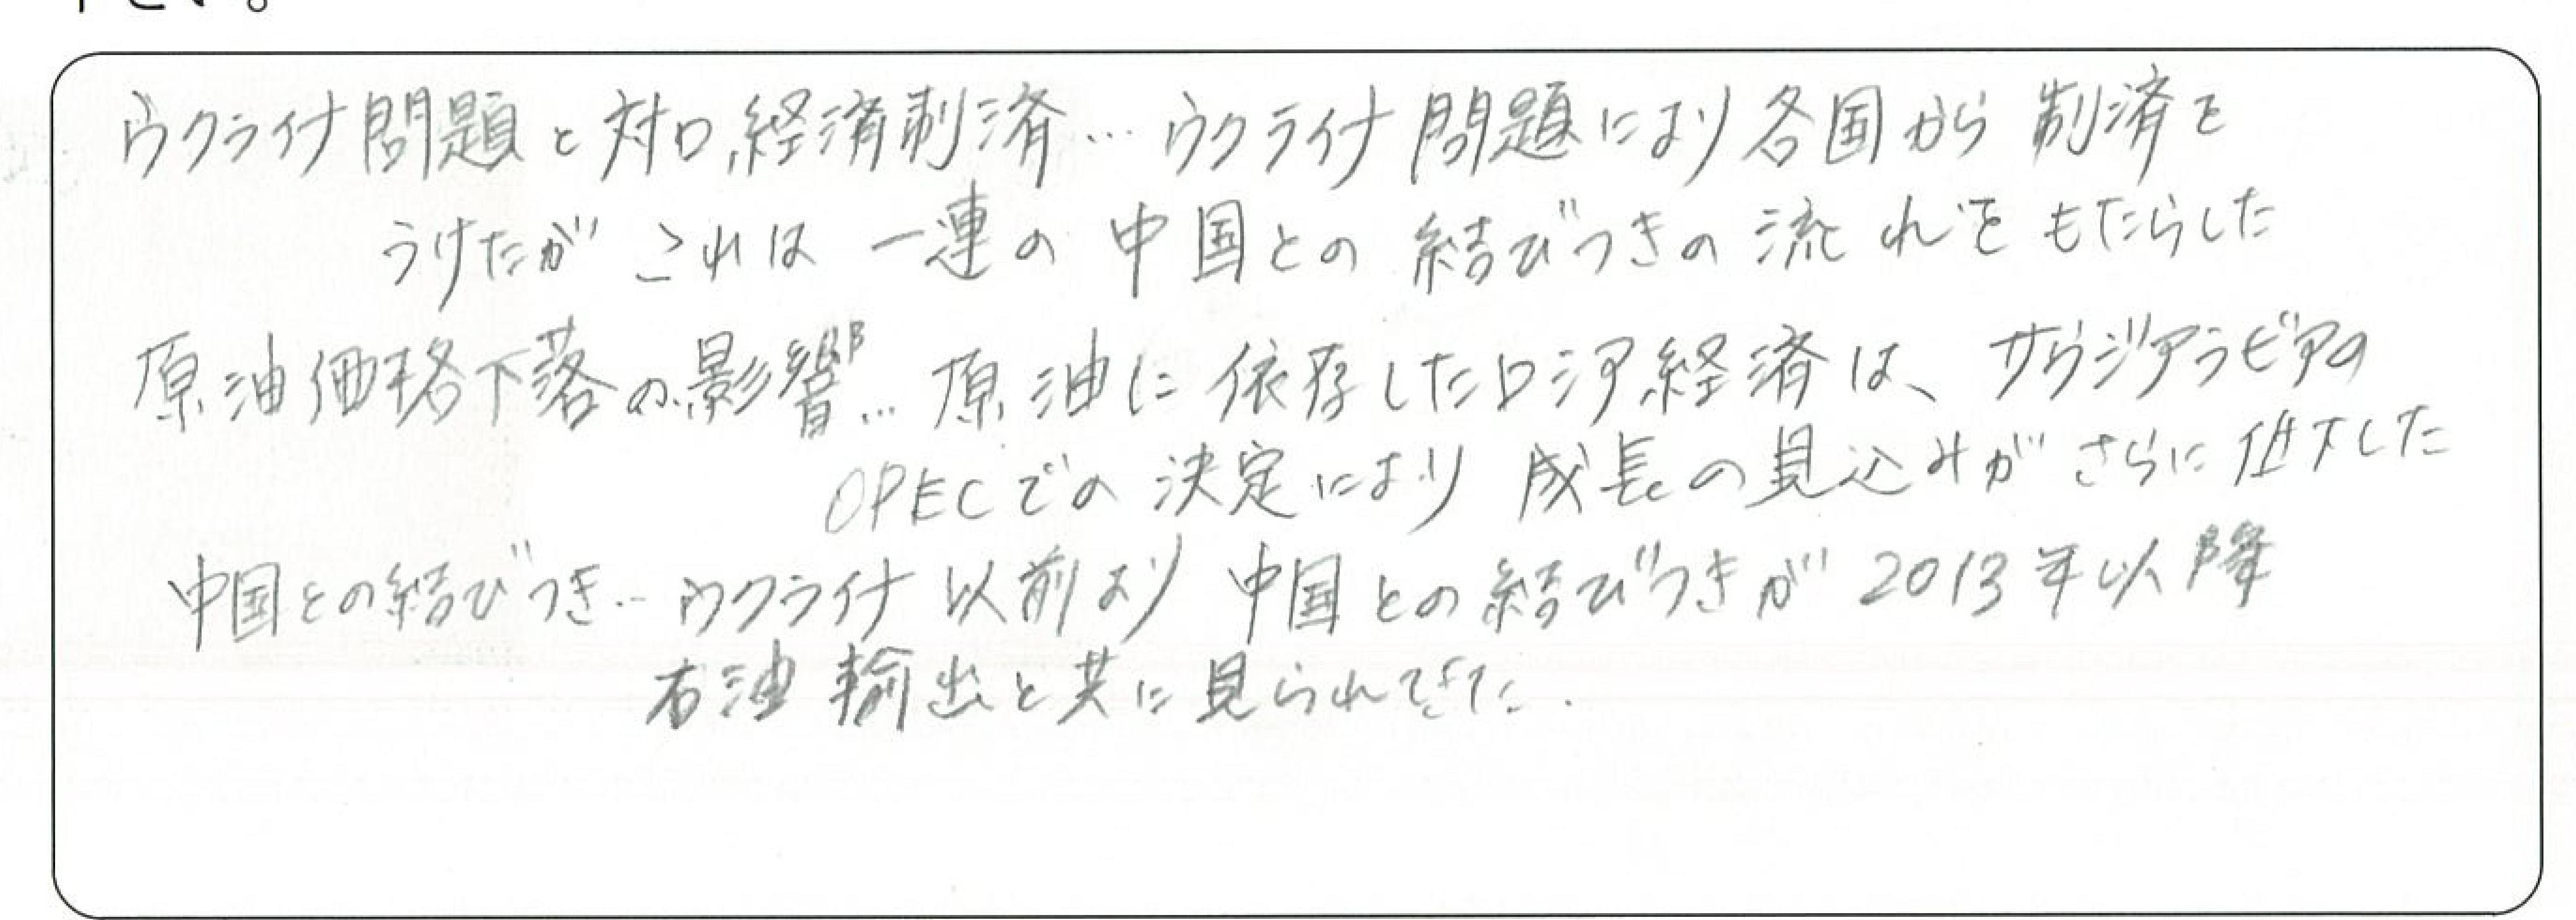 下さい。
ウクライナ問題と対ロ経済制済…ウクライナ問題により各国から制済を
うけたがこれは一連の中国との結びつきの流れをもたらした
原油価格下落の影響…原油に依存したロシア経済は、サウジアラビアの
OPECでの決定により成長の見込みがさらに低下した
中国との結びつき…ウクライナ以前より中国との結びつきが2013年以降
石油輸出と共に見られてきた.